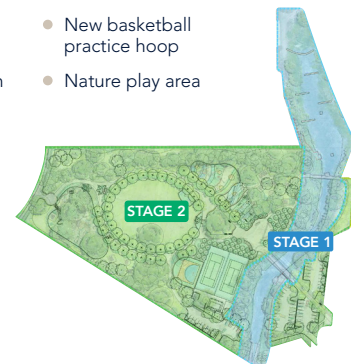 New basketball
practice hoop
Nature play area
STAGE 2
STAGE 1